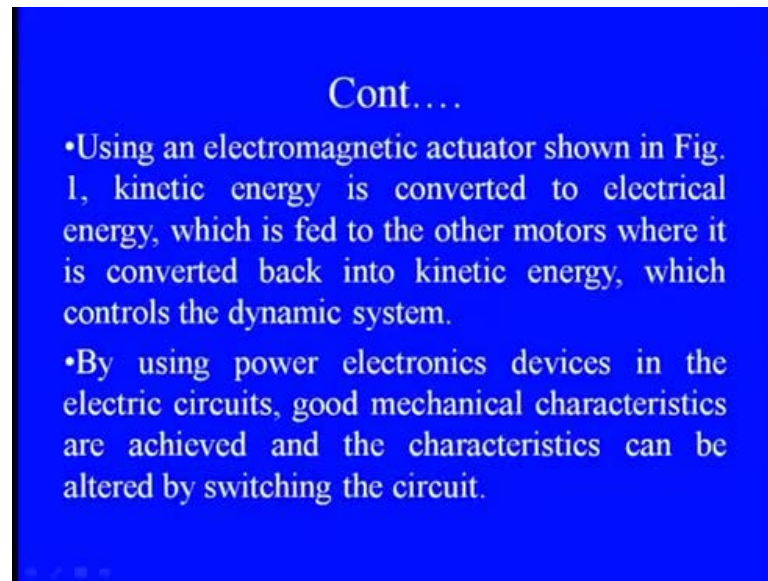 Cont....
•Using an electromagnetic actuator shown in Fig.
1, kinetic energy is converted to electrical
energy, which is fed to the other motors where it
is converted back into kinetic energy, which
controls the dynamic system.
•By using power electronics devices in the
electric circuits, good mechanical characteristics
are achieved and the characteristics can be
altered by switching the circuit.